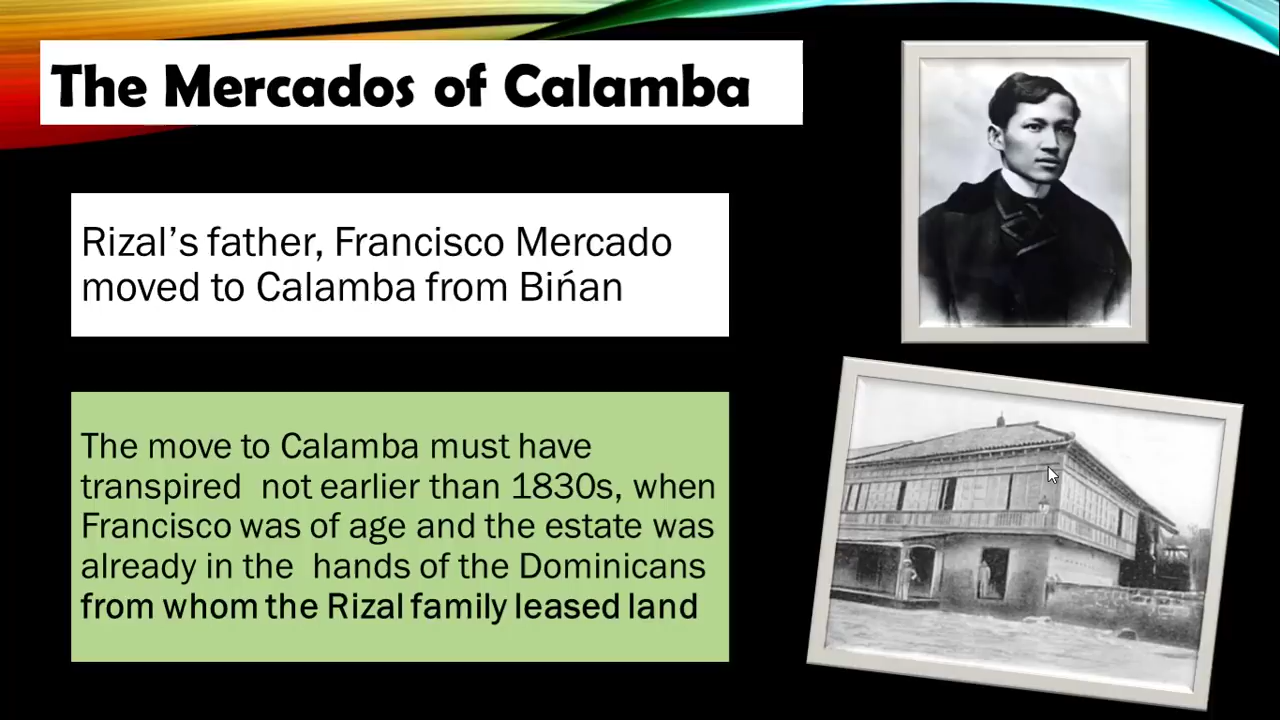 The Mercados of Calamba
Rizal’s father, Francisco Mercado
moved to Calamba from Bińan
The move to Calamba must have
transpired  not earlier than 1830s, when
Francisco was of age and the estate was
already in the  hands of the Dominicans
from whom the Rizal family leased land